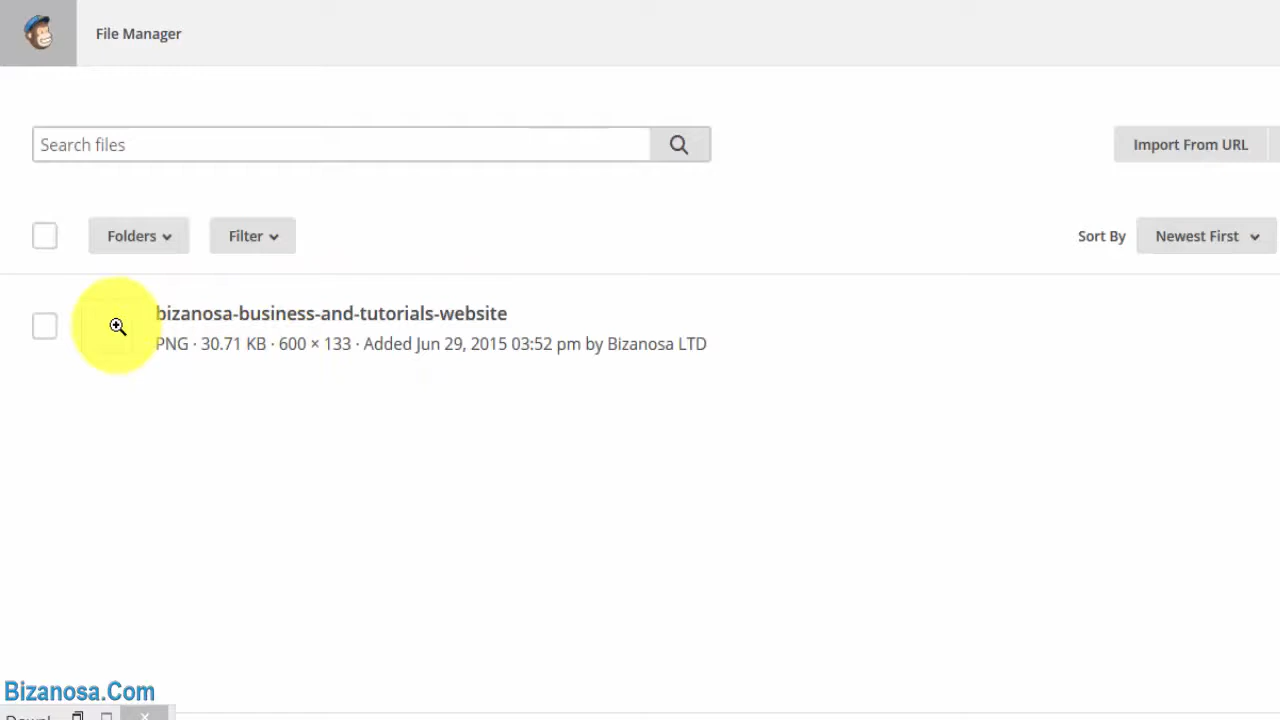 File Manager
Search files
Import From URL
Folders
Filter
Sort By
Newest First
bizanosa-business-and-tutorials-website
PNG · 30.71 KB · 600 × 133 · Added Jun 29, 2015 03:52 pm by Bizanosa LTD
Bizanosa.Com